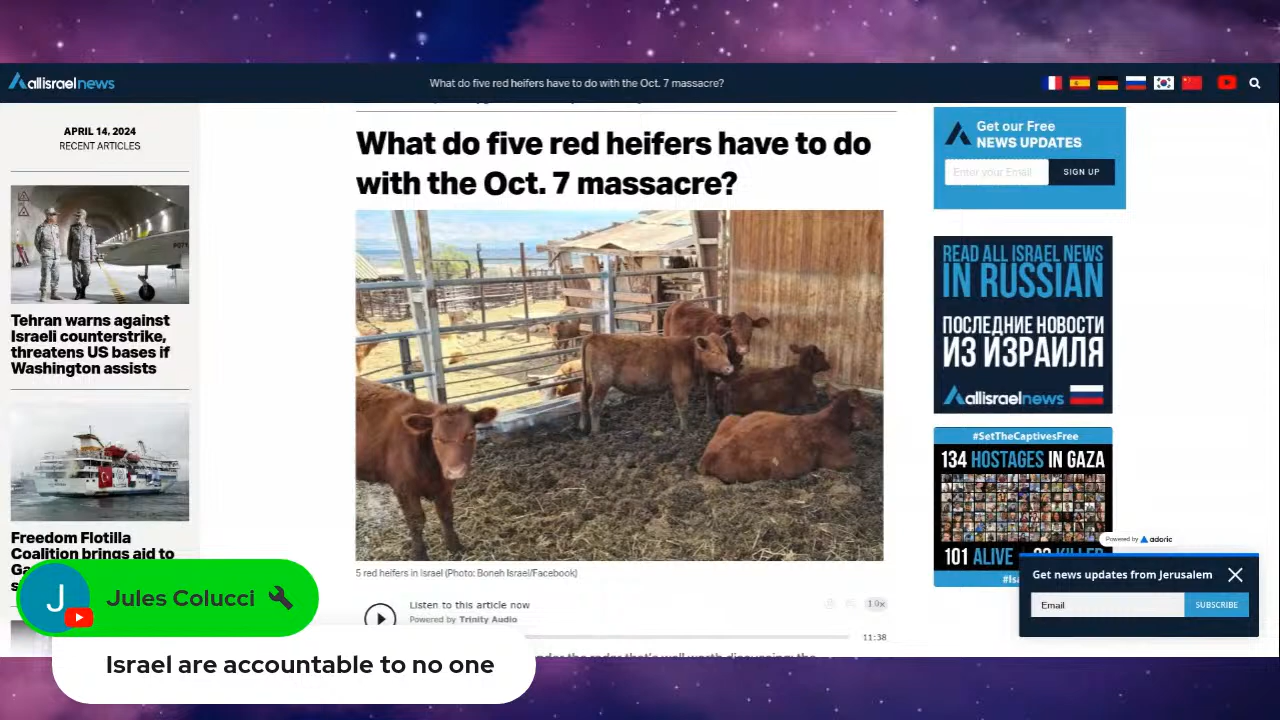 allisraelnews
What do five red heifers have to do with the Oct. 7 massacre?
APRIL 14, 2024
RECENT ARTICLES
Tehran warns against
Israeli counterstrike,
threatens US bases if
Washington assists
Freedom Flotilla
Coalition brings aid to
What do five red heifers have to do
with the Oct. 7 massacre?
5 red heifers in Israel (Photo: Boneh Israel/Facebook)
Listen to this article now
Powered by Trinity Audio
1.0x
11:38
Get our Free
NEWS UPDATES
Enter your Email
SIGN UP
READ ALL ISRAEL NEWS
IN RUSSIAN
ПОСЛЕДНИЕ НОВОСТИ
ИЗ ИЗРАИЛЯ
allisraelnews
#SetTheCaptivesFree
134 HOSTAGES IN GAZA
101 ALIVE
Powered by adoric
Get news updates from Jerusalem
Email
SUBSCRIBE
J
Jules Colucci
Israel are accountable to no one